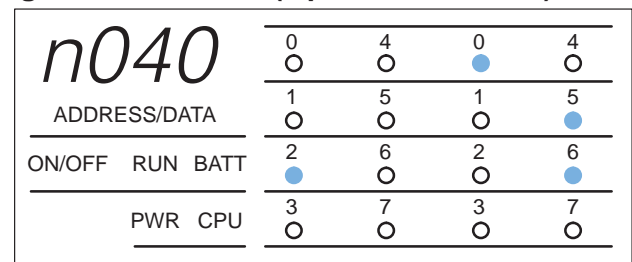 n040
0 4 0 4
ADDRESS/DATA
1 5 1 5
ON/OFF RUN BATT
2 6 2 6
PWR CPU
3 7 3 7